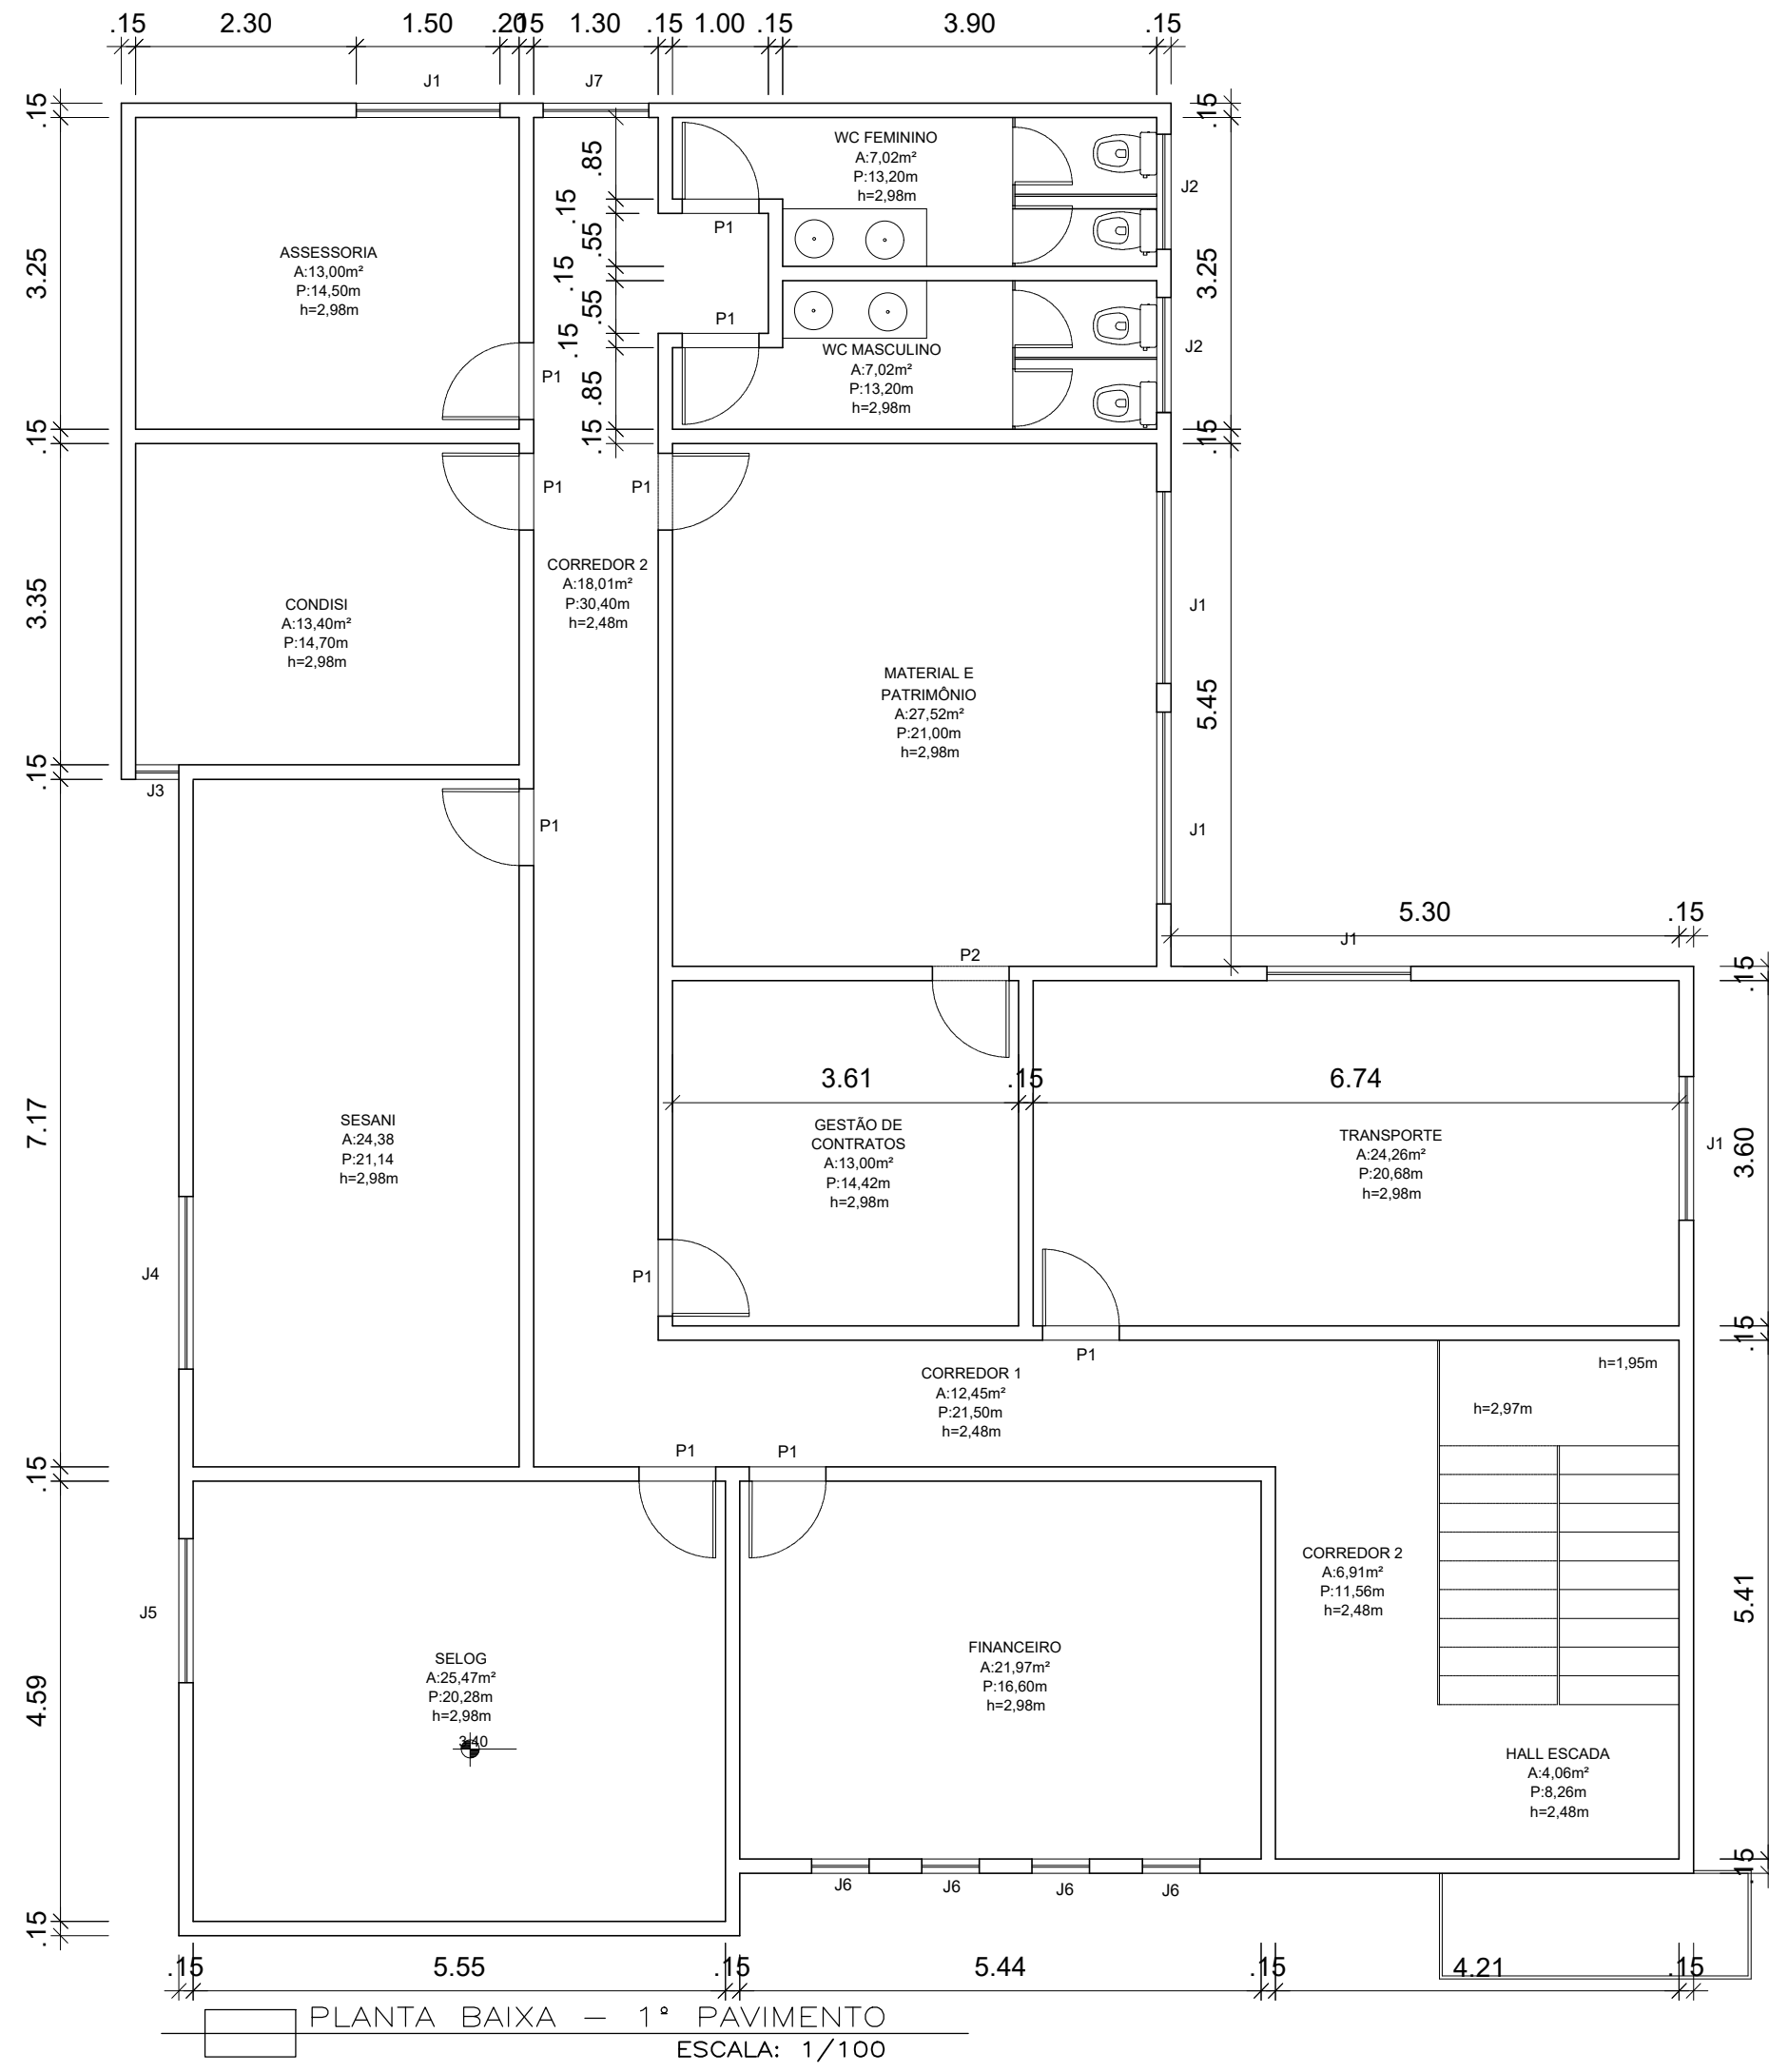 .15 2.30 1.50 .20 .15 1.30 .15 1.00 .15 3.90 .15
J1
J7
.15
3.25
.15
3.35
.15
7.17
.15
4.59
.15
.85
.15
.55
.15
.55
.15
.85
.15
ASSESSORIA
A:13,00m²
P:14,50m
h=2,98m
P1
WC FEMININO
A:7,02m²
P:13,20m
h=2,98m
P1
J2
P1
WC MASCULINO
A:7,02m²
P:13,20m
h=2,98m
J2
.15
3.25
.15
5.45
P1
P1
CONDISI
A:13,40m²
P:14,70m
h=2,98m
J3
CORREDOR 2
A:18,01m²
P:30,40m
h=2,48m
MATERIAL E
PATRIMÔNIO
A:27,52m²
P:21,00m
h=2,98m
J1
J1
P1
P2
5.30 .15
J1
.15
3.60
.15
5.41
.15
3.61 .15 6.74
SESANI
A:24,38
P:21,14
h=2,98m
GESTÃO DE
CONTRATOS
A:13,00m²
P:14,42m
h=2,98m
TRANSPORTE
A:24,26m²
P:20,68m
h=2,98m
J1
J4
P1
P1
CORREDOR 1
A:12,45m²
P:21,50m
h=2,48m
h=1,95m
h=2,97m
P1
P1
J5
CORREDOR 2
A:6,91m²
P:11,56m
h=2,48m
SELOG
A:25,47m²
P:20,28m
h=2,98m
3.40
FINANCEIRO
A:21,97m²
P:16,60m
h=2,98m
HALL ESCADA
A:4,06m²
P:8,26m
h=2,48m
J6
J6
J6
J6
.15 5.55 .15 5.44 .15 4.21 .15
PLANTA BAIXA – 1º PAVIMENTO
ESCALA: 1/100